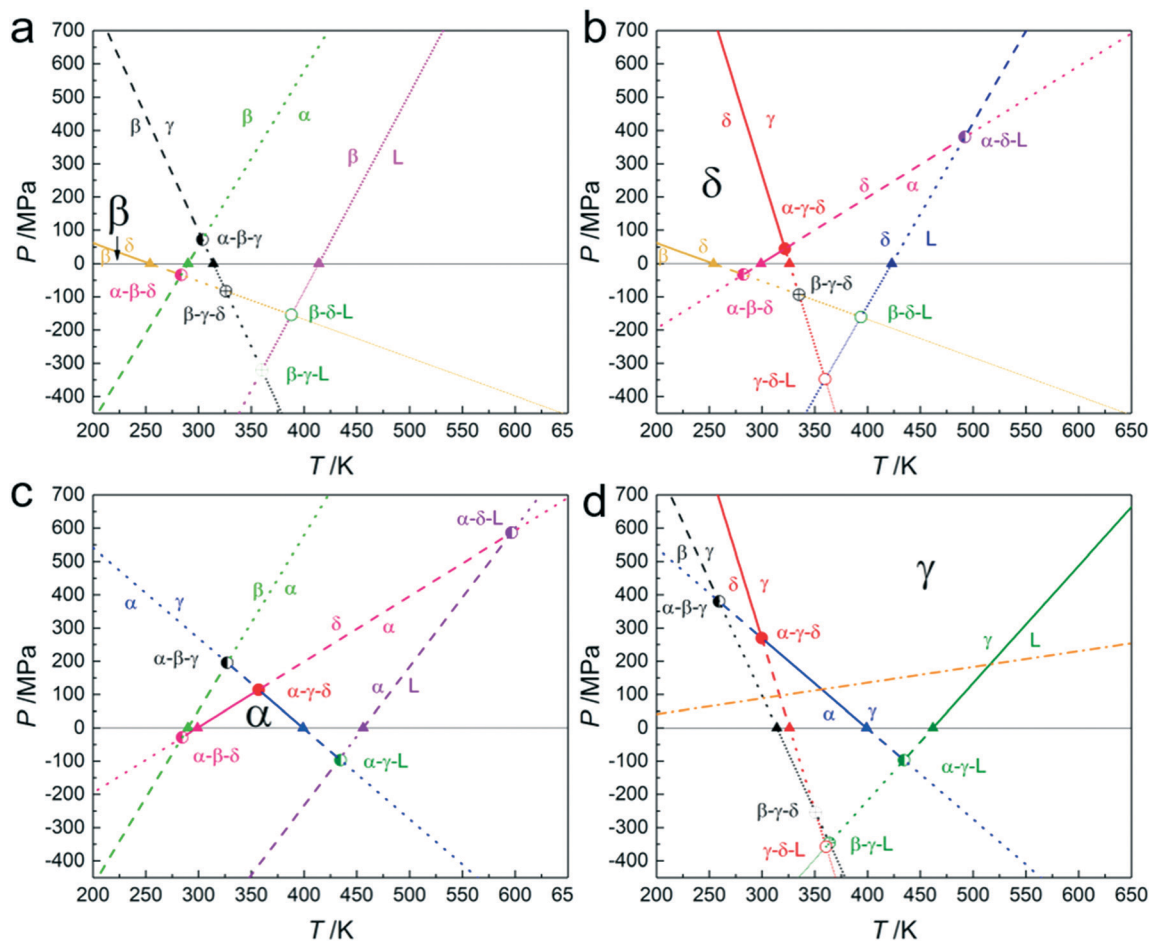 a
P /MPa
700
600
500
400
300
200
100
0
-100
-200
-300
-400
β γ
β α
β L
β
β δ
α-β-γ
α-β-δ
β-γ-δ
β-δ-L
β-γ-L
200 250 300 350 400 450 500 550 600 65
T /K
b
P /MPa
700
600
500
400
300
200
100
0
-100
-200
-300
-400
δ γ
α-δ-L
δ
δ α
α-γ-δ
δ L
β δ
β-γ-δ
α-β-δ
β-δ-L
γ-δ-L
200 250 300 350 400 450 500 550 600 650
T /K
c
P /MPa
700
600
500
400
300
200
100
0
-100
-200
-300
-400
α-δ-L
β α
α γ
δ α
α-β-γ
α-γ-δ
α L
α
α-β-δ
α-γ-L
200 250 300 350 400 450 500 550 600 65
T /K
d
P /MPa
700
600
500
400
300
200
100
0
-100
-200
-300
-400
β γ
γ
δ γ
α-β-γ
α-γ-δ
γ L
α γ
α-γ-L
β-γ-δ
β-γ-L
γ-δ-L
200 250 300 350 400 450 500 550 600 650
T /K